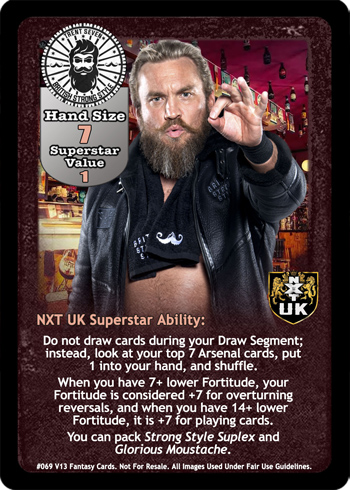 TRENT SEVEN
BRITISH STRONG STYLE
Hand Size
7
Superstar
Value
1
NXT
UK
NXT UK Superstar Ability:
Do not draw cards during your Draw Segment;
instead, look at your top 7 Arsenal cards, put
1 into your hand, and shuffle.
When you have 7+ lower Fortitude, your
Fortitude is considered +7 for overturning
reversals, and when you have 14+ lower
Fortitude, it is +7 for playing cards.
You can pack Strong Style Suplex and
Glorious Moustache.
#069 V13 Fantasy Cards. Not For Resale. All Images Used Under Fair Use Guidelines.